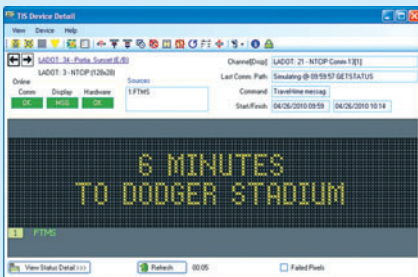 TIS Device Detail
View Device Help
LADOT: 34 - Portia Sunset (E/B)
LADOT: 3 - NTCIP (128x28)
Online
Comm Display Hardware
OK MSG OK
Sources
1:FTMS
Channel[Drop] LADOT: 21 - NTCIP Comm 13[1]
Last Comm. Path: Simulating @ 09:59:57 GETSTATUS
Command TravelTime messag
Start/Finish 04/26/2010 09:59 04/26/2010 10:14
6 MINUTES
TO DODGER STADIUM
1 FTMS
View Status Detail >>> Refresh 00:05 Failed Pixels